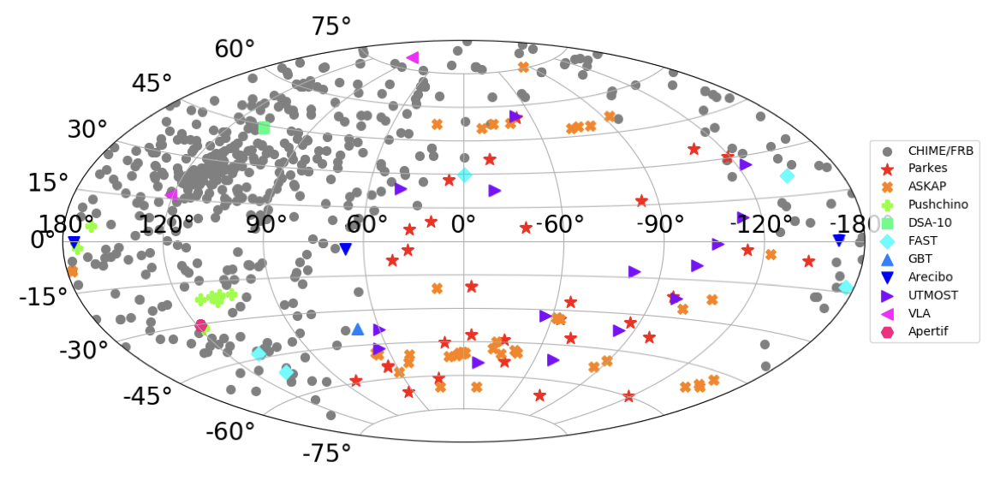 75°
60°
45°
30°
15°
180° 120° 90° 60° 0° -60° -90° -120° -180°
0°
-15°
-30°
-45°
-60°
-75°
CHIME/FRB
Parkes
ASKAP
Pushchino
DSA-10
FAST
GBT
Arecibo
UTMOST
VLA
Apertif